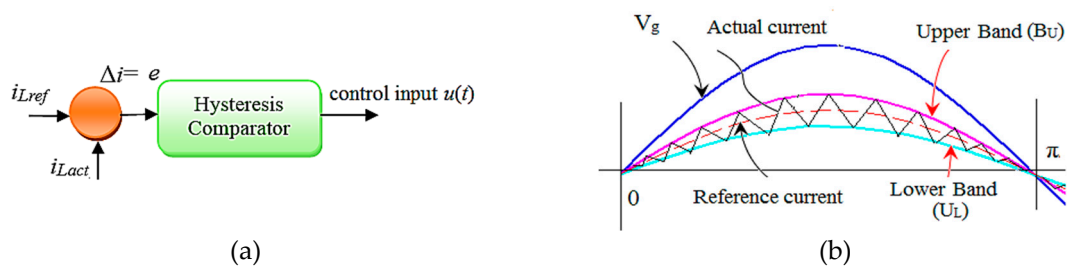 Δi= e
iLref
iLact.
Hysteresis
Comparator
control input u(t)
(a)
Vg
Actual current
Upper Band (BU)
π
0
Reference current
Lower Band
(UL)
(b)